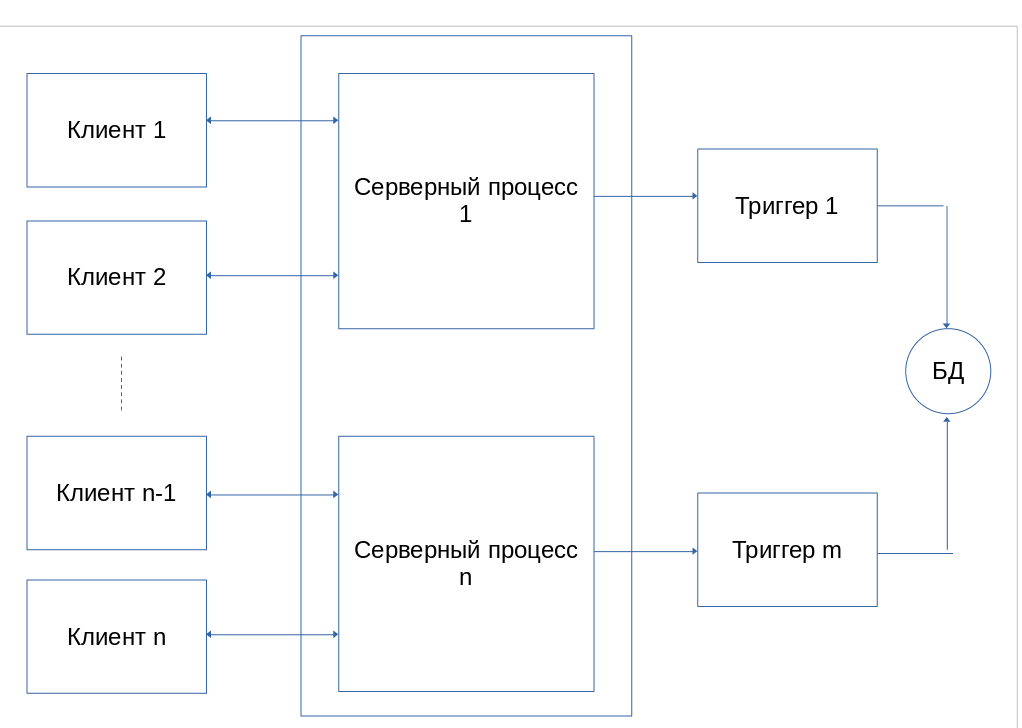 Клиент 1
Клиент 2
Клиент n-1
Клиент n
Серверный процесс
1
Серверный процесс
n
Триггер 1
Триггер m
БД